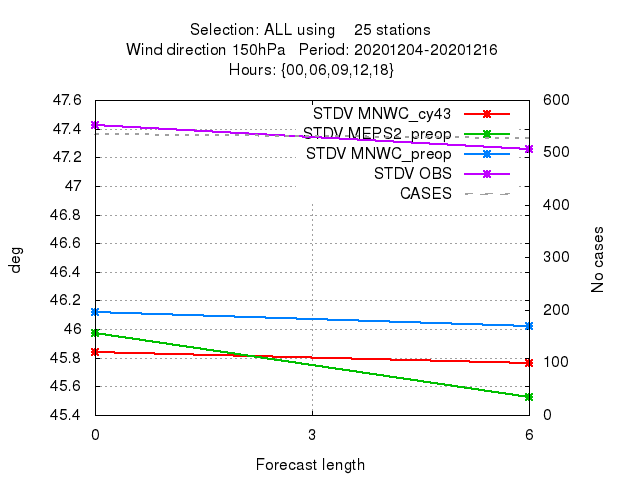 Selection: ALL using 25 stations
Wind direction 150hPa Period: 20201204-20201216
Hours: {00,06,09,12,18}
47.6
47.4
47.2
47
46.8
46.6
46.4
46.2
46
45.8
45.6
45.4
deg
STDV MNWC_cy43
STDV MEPS2_preop
STDV MNWC_preop
STDV OBS
CASES
600
500
400
300
200
100
0
No cases
0 3 6
Forecast length